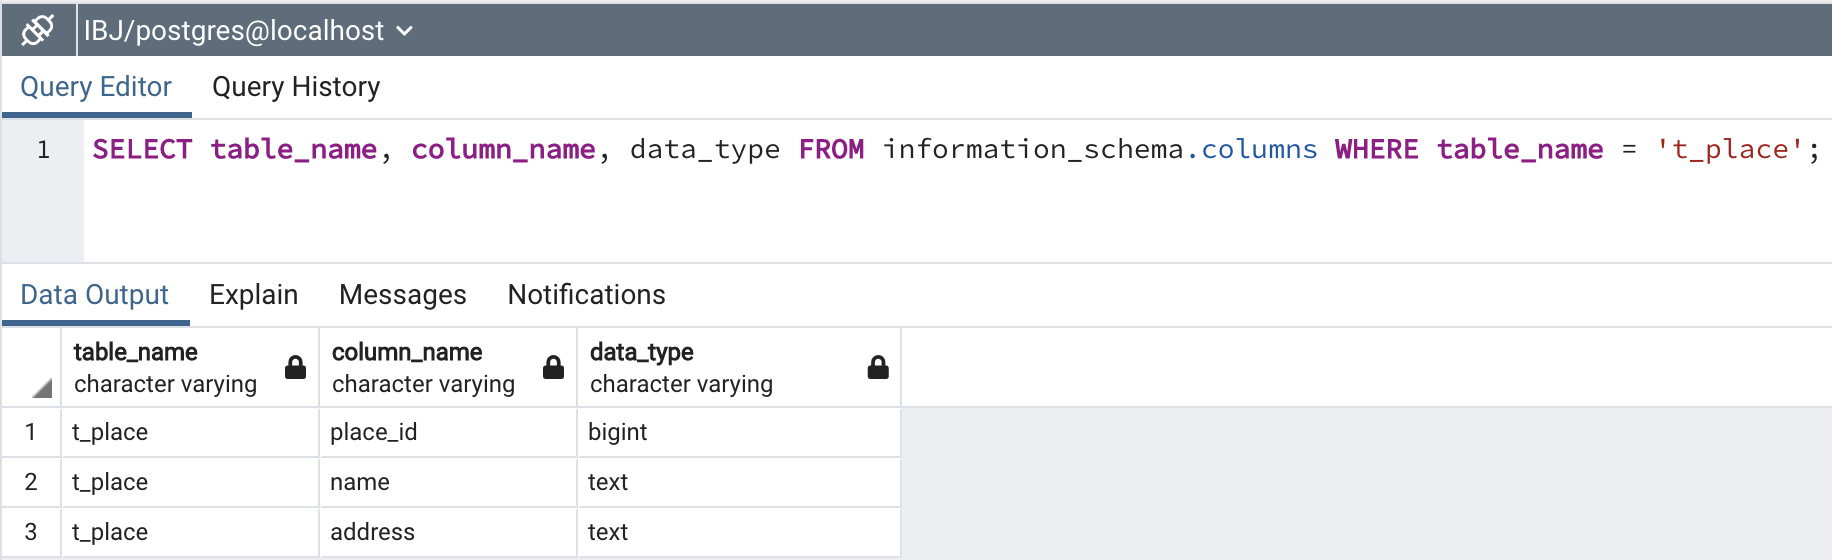 IBJ/postgres@localhost
Query Editor Query History
1 SELECT table_name, column_name, data_type FROM information_schema.columns WHERE table_name = 't_place';
Data Output Explain Messages Notifications
table_name column_name data_type
character varying character varying character varying
1 t_place place_id bigint
2 t_place name text
3 t_place address text